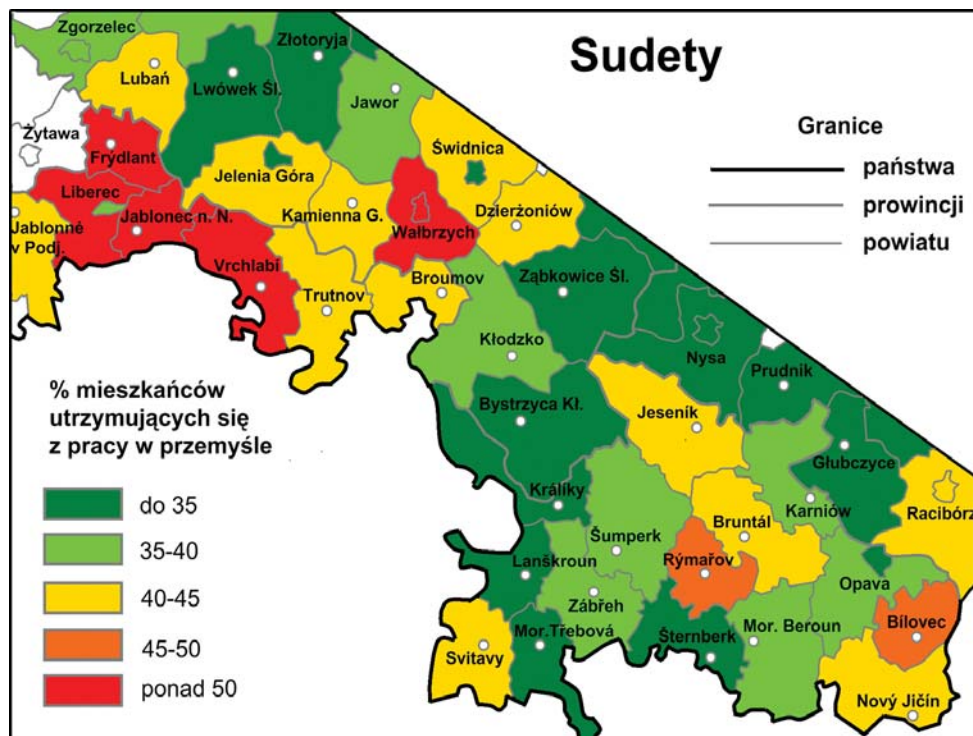 Sudety
Granice
państwa
prowincji
powiatu
Zgorzelec
Złotoryja
Lubań
Lwówek Śl.
Jawor
Żytawa
Frýdlant
Świdnica
Jelenia Góra
Liberec
Jablonec n. N.
Kamienna G.
Dzierżoniów
Jablonné
v Podj.
Wałbrzych
Vrchlabí
Trutnov
Broumov
Ząbkowice Śl.
Kłodzko
Nysa
Prudnik
Bystrzyca Kł.
Jeseník
Głubczyce
Králíky
Karniów
Racibórz
Šumperk
Bruntál
Lanškroun
Rýmařov
Opava
Zábřeh
Mor.Třebová
Šternberk
Mor. Beroun
Bílovec
Svitavy
Nový Jičín
% mieszkańców
utrzymujących się
z pracy w przemyśle
do 35
35-40
40-45
45-50
ponad 50